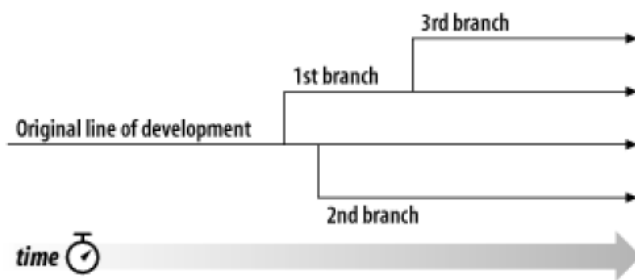 3rd branch
1st branch
Original line of development
2nd branch
time